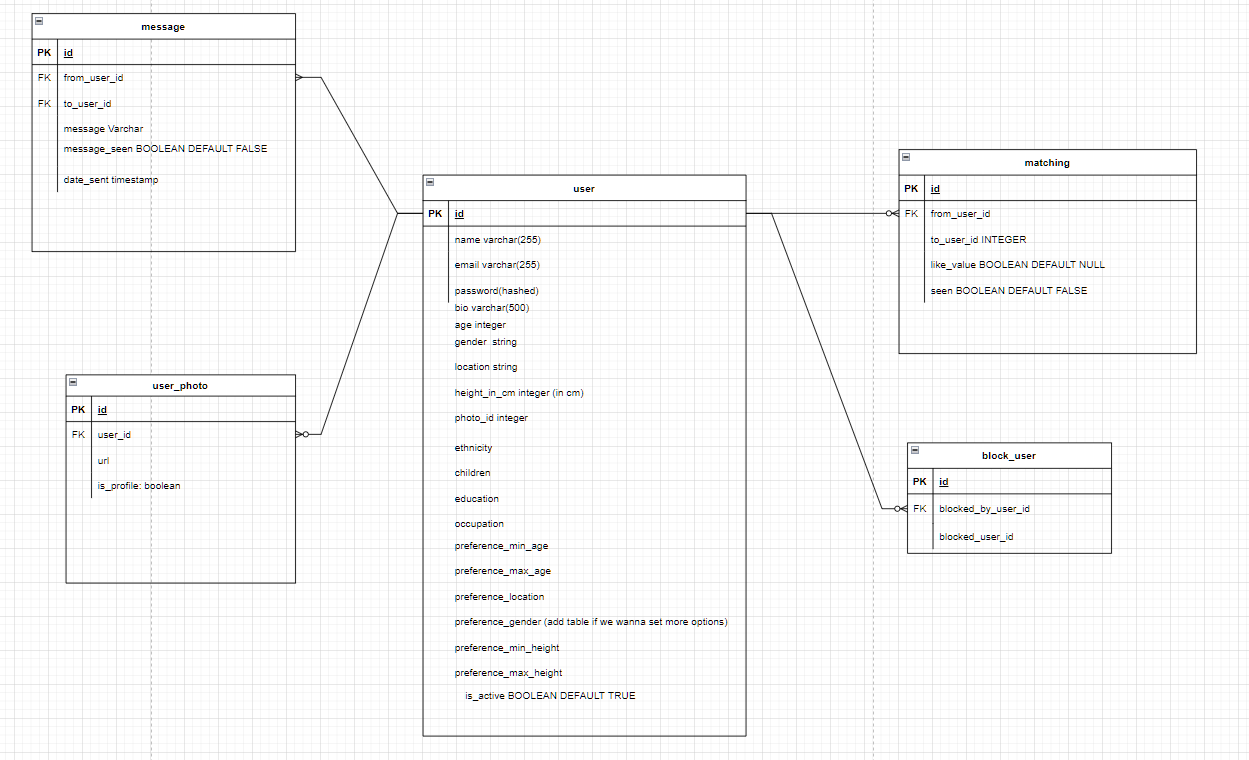 message
PK id
FK from_user_id
FK to_user_id
message Varchar
message_seen BOOLEAN DEFAULT FALSE
date_sent timestamp
user_photo
PK id
FK user_id
url
is_profile: boolean
user
PK id
name varchar(255)
email varchar(255)
password(hashed)
bio varchar(500)
age integer
gender string
location string
height_in_cm integer (in cm)
photo_id integer
ethnicity
children
education
occupation
preference_min_age
preference_max_age
preference_location
preference_gender (add table if we wanna set more options)
preference_min_height
preference_max_height
is_active BOOLEAN DEFAULT TRUE
matching
PK id
FK from_user_id
to_user_id INTEGER
like_value BOOLEAN DEFAULT NULL
seen BOOLEAN DEFAULT FALSE
block_user
PK id
FK blocked_by_user_id
blocked_user_id